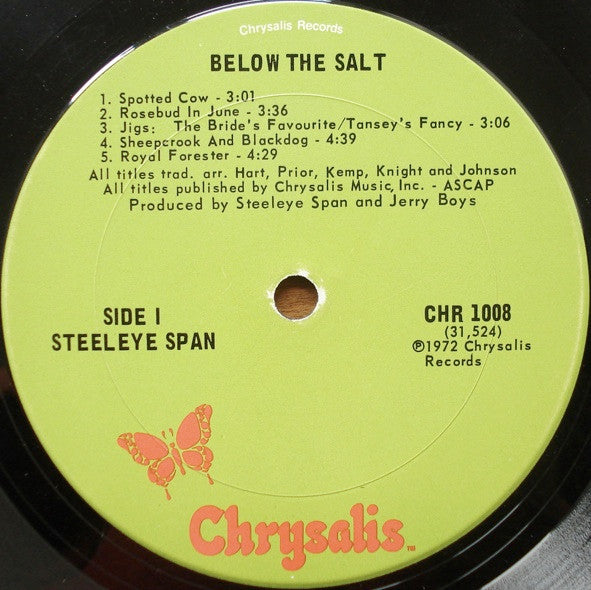 Chrysalis Records
BELOW THE SALT
1. Spotted Cow - 3:01
2. Rosebud In June - 3:36
3. Jigs: The Bride's Favourite/Tansey's Fancy - 3:06
4. Sheepcrook And Blackdog - 4:39
5. Royal Forester - 4:29
All titles trad. arr. Hart, Prior, Kemp, Knight and Johnson
All titles published by Chrysalis Music, Inc. - ASCAP
Produced by Steeleye Span and Jerry Boys
SIDE I
STEELEYE SPAN
CHR 1008
(31,524)
℗1972 Chrysalis
Records
Chrysalis™